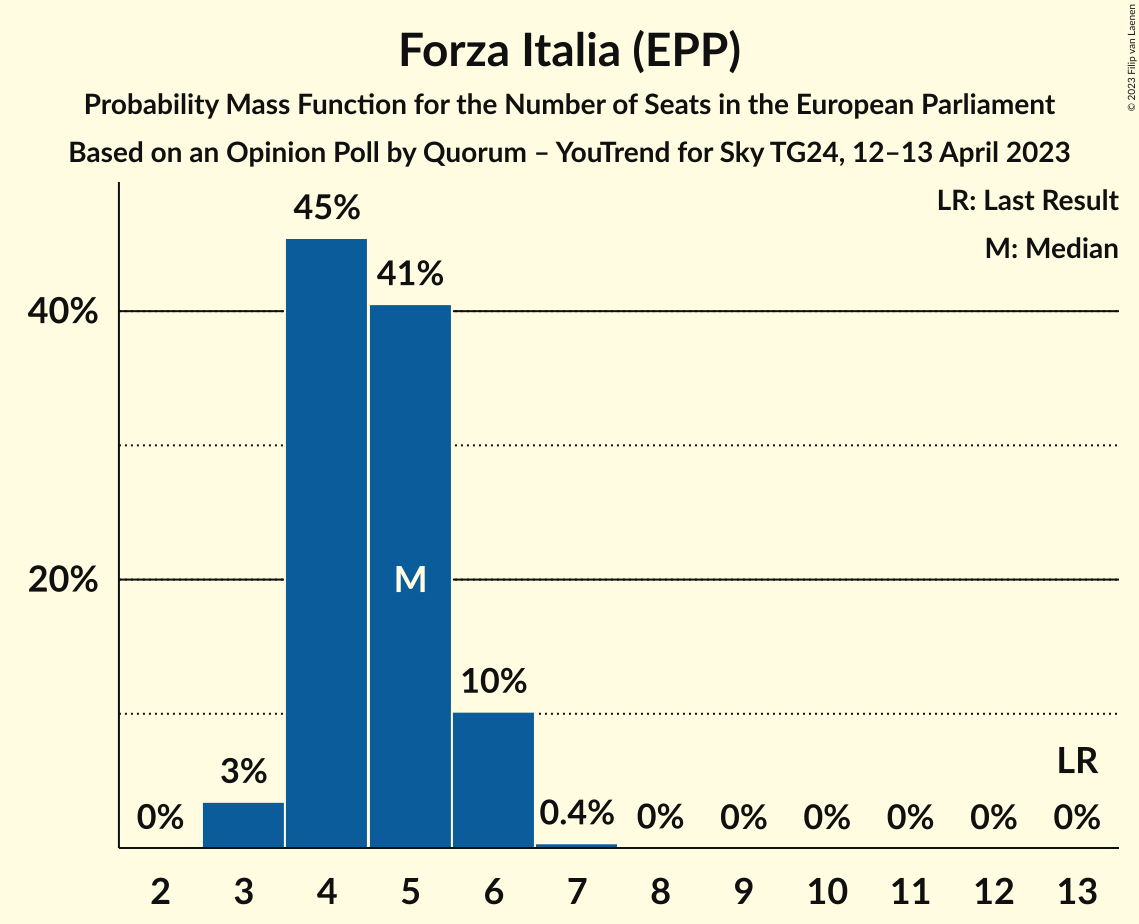 Forza Italia (EPP)
Probability Mass Function for the Number of Seats in the European Parliament
Based on an Opinion Poll by Quorum – YouTrend for Sky TG24, 12–13 April 2023
© 2023 Filip van Laenen
LR: Last Result
M: Median
45%
41%
40%
20%
M
10%
3%
LR
0%
0.4%
0%
0%
0%
0%
0%
0%
2 3 4 5 6 7 8 9 10 11 12 13